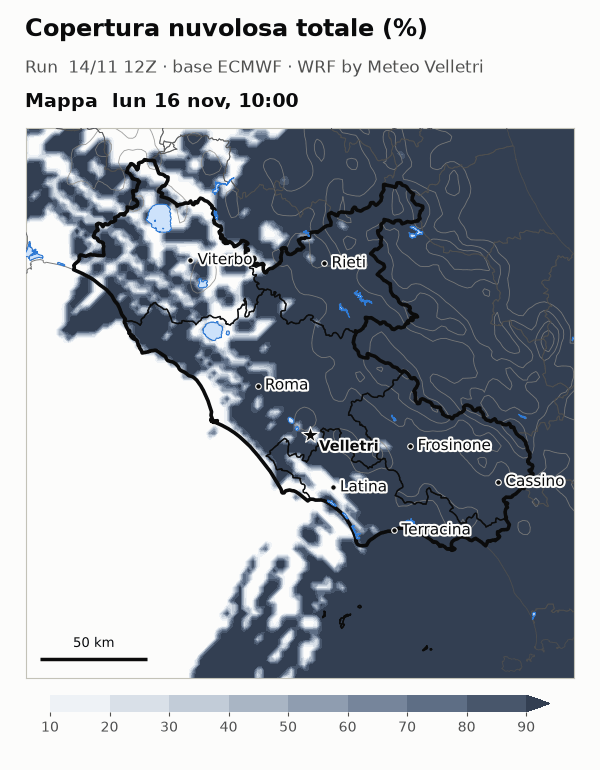 Copertura nuvolosa totale (%)
Run 14/11 12Z · base ECMWF · WRF by Meteo Velletri
Mappa lun 16 nov, 10:00
Viterbo
Rieti
Roma
Velletri
Frosinone
Cassino
Latina
Terracina
50 km
10 20 30 40 50 60 70 80 90